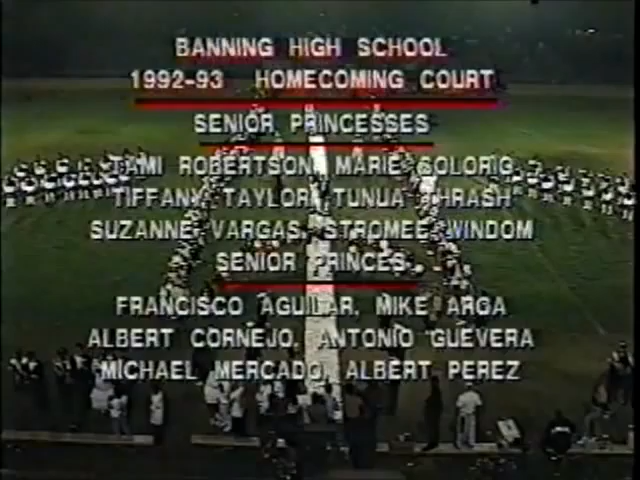 BANNING HIGH SCHOOL
1992-93 HOMECOMING COURT
SENIOR PRINCESSES
TAMI ROBERTSON, MARIE SOLORIO
TIFFANY TAYLOR, TUNUA THRASH
SUZANNE VARGAS, STROMEE WINDOM
SENIOR PRINCES
FRANCISCO AGUILAR, MIKE ARGA
ALBERT CORNEJO, ANTONIO GUEVERA
MICHAEL MERCADO, ALBERT PEREZ